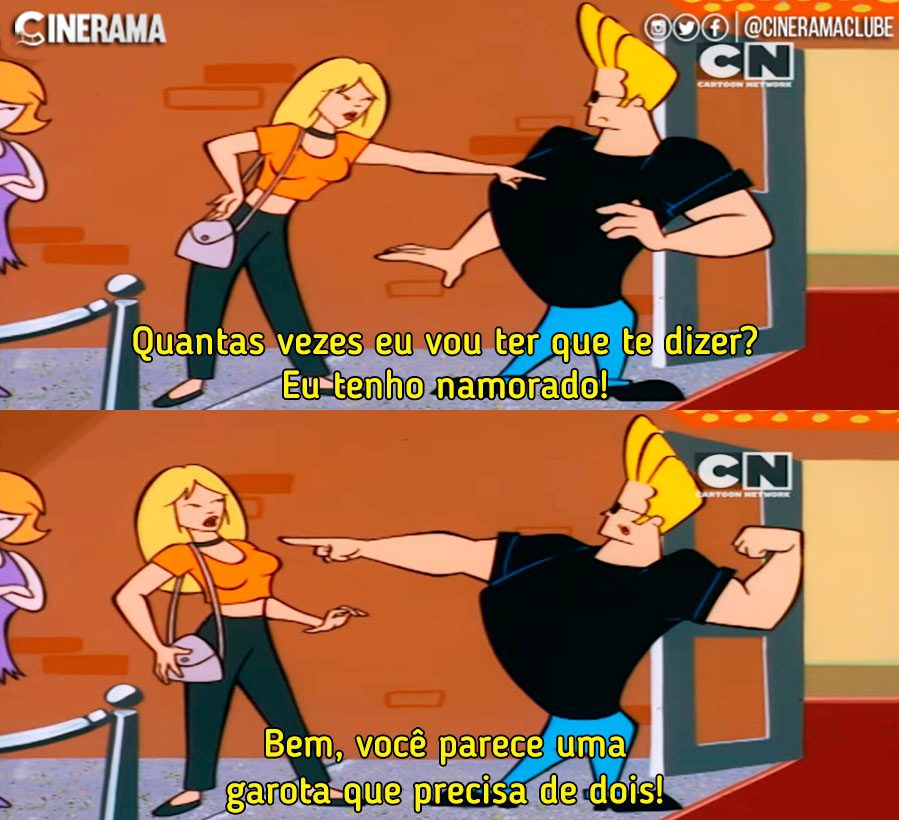 CINERAMA
@CINERAMACLUBE
CN
CARTOON NETWORK
Quantas vezes eu vou ter que te dizer?
Eu tenho namorado!
CN
CARTOON NETWORK
Bem, você parece uma
garota que precisa de dois!